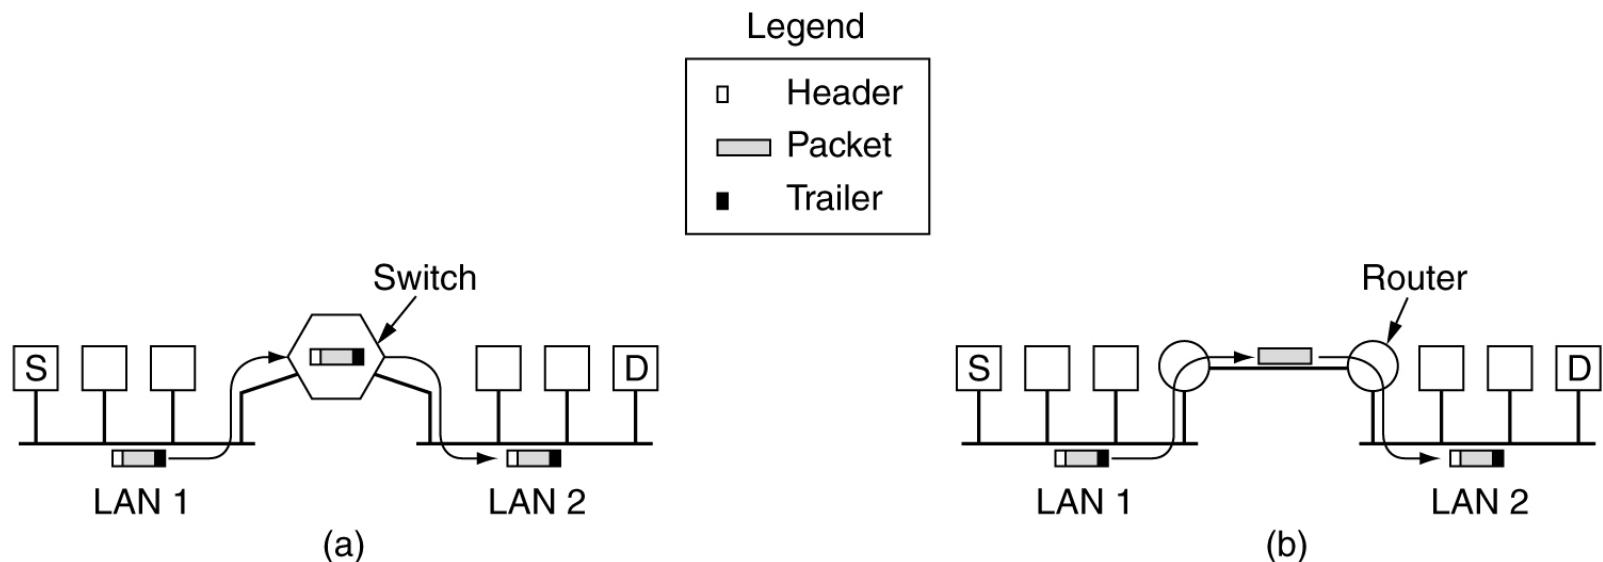 Legend
Header
Packet
Trailer
Switch
S
D
LAN 1
LAN 2
(a)
Router
S
D
LAN 1
LAN 2
(b)